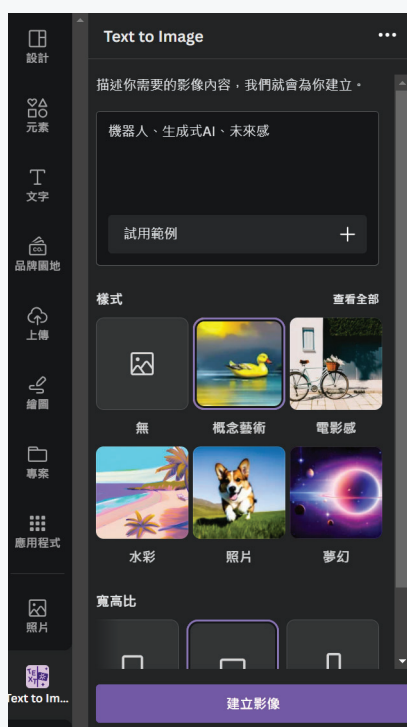 設計
元素
文字
品牌圖地
上傳
繪圖
專案
應用程式
照片
Text to Im...
Text to Image
描述你需要的影像內容，我們就會為你建立。
機器人、生成式AI、未來感
試用範例
樣式
查看全部
無
概念藝術
電影感
水彩
照片
夢幻
寬高比
建立影像